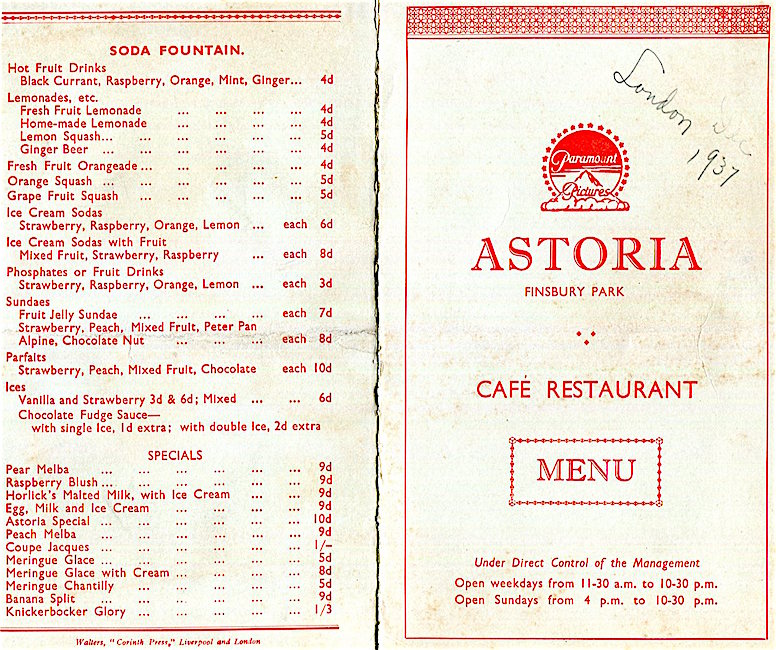 SODA FOUNTAIN.
Hot Fruit Drinks
Black Currant, Raspberry, Orange, Mint, Ginger... 4d
Lemonades, etc.
Fresh Fruit Lemonade ... ... ... ... 4d
Home-made Lemonade ... ... ... ... 4d
Lemon Squash... ... ... ... ... 5d
Ginger Beer ... ... ... ... ... 4d
Fresh Fruit Orangeade... ... ... ... ... 4d
Orange Squash ... ... ... ... ... 5d
Grape Fruit Squash ... ... ... ... 5d
Ice Cream Sodas
Strawberry, Raspberry, Orange, Lemon ... each 6d
Ice Cream Sodas with Fruit
Mixed Fruit, Strawberry, Raspberry ... each 8d
Phosphates or Fruit Drinks
Strawberry, Raspberry, Orange, Lemon ... each 3d
Sundaes
Fruit Jelly Sundae ... ... ... each 7d
Strawberry, Peach, Mixed Fruit, Peter Pan
Alpine, Chocolate Nut ... ... ... each 8d
Parfaits
Strawberry, Peach, Mixed Fruit, Chocolate each 10d
Ices
Vanilla and Strawberry 3d & 6d; Mixed ... ... 6d
Chocolate Fudge Sauce—
with single Ice, 1d extra; with double Ice, 2d extra
SPECIALS
Pear Melba ... ... ... ... ... 9d
Raspberry Blush... ... ... ... ... 9d
Horlick's Malted Milk, with Ice Cream ... ... 9d
Egg, Milk and Ice Cream ... ... ... 9d
Astoria Special ... ... ... ... ... 10d
Peach Melba ... ... ... ... ... 9d
Coupe Jacques ... ... ... ... ... 1/–
Meringue Glace ... ... ... ... ... 5d
Meringue Glace with Cream ... ... ... ... 8d
Meringue Chantilly ... ... ... ... 5d
Banana Split ... ... ... ... ... 9d
Knickerbocker Glory ... ... ... ... 1/3
Walters, "Corinth Press," Liverpool and London
London Dec
1937
Paramount
Pictures
ASTORIA
FINSBURY PARK
CAFÉ RESTAURANT
MENU
Under Direct Control of the Management
Open weekdays from 11-30 a.m. to 10-30 p.m.
Open Sundays from 4 p.m. to 10-30 p.m.